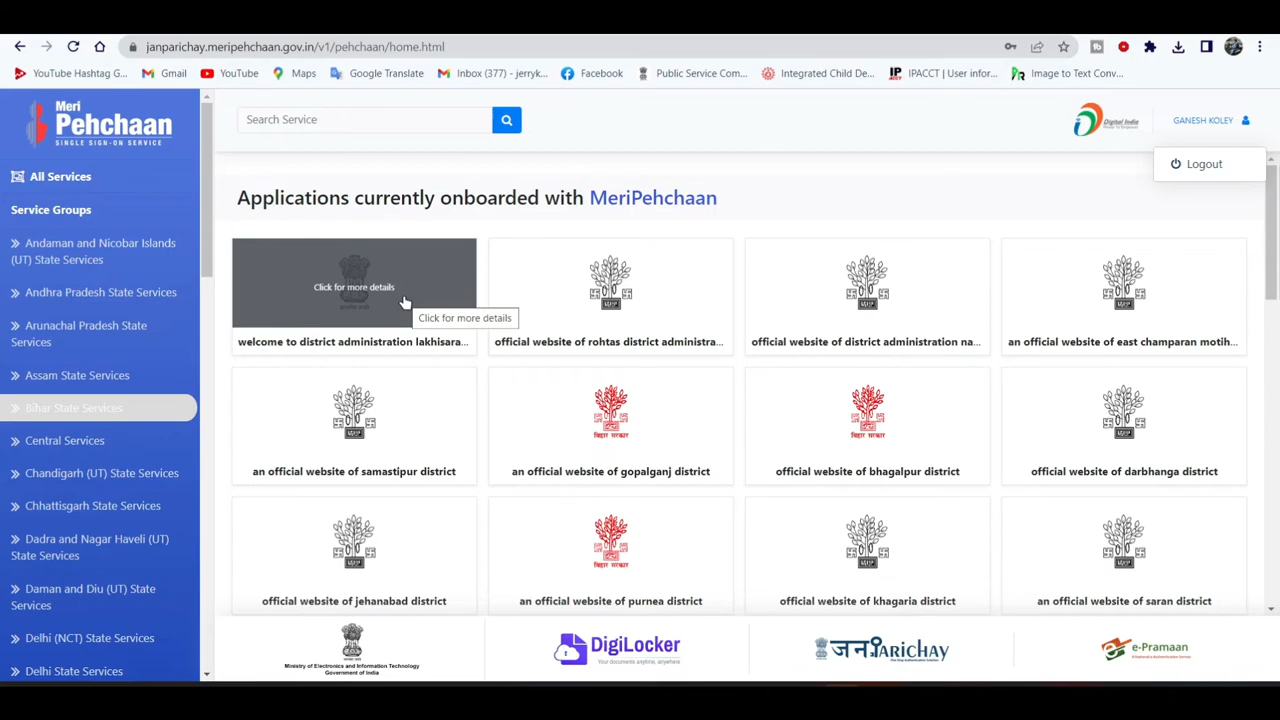 janparichay.meripehchaan.gov.in/v1/pehchaan/home.html
YouTube Hashtag G...
Gmail
YouTube
Maps
Google Translate
Inbox (377) - jerryk...
Facebook
Public Service Com...
Integrated Child De...
IPACCT | User infor...
Image to Text Conv...
Meri
Pehchaan
SINGLE SIGN-ON SERVICE
Search Service
Digital India
GANESH KOLEY
Logout
All Services
Service Groups
Andaman and Nicobar Islands
(UT) State Services
Andhra Pradesh State Services
Arunachal Pradesh State
Services
Assam State Services
Bihar State Services
Central Services
Chandigarh (UT) State Services
Chhattisgarh State Services
Dadra and Nagar Haveli (UT)
State Services
Daman and Diu (UT) State
Services
Delhi (NCT) State Services
Delhi State Services
Applications currently onboarded with MeriPehchaan
Click for more details
Click for more details
welcome to district administration lakhisara...
official website of rohtas district administra...
official website of district administration na...
an official website of east champaran motih...
an official website of samastipur district
बिहार सरकार
an official website of gopalganj district
बिहार सरकार
official website of bhagalpur district
official website of darbhanga district
official website of jehanabad district
बिहार सरकार
an official website of purnea district
official website of khagaria district
an official website of saran district
Ministry of Electronics and Information Technology
Government of India
DigiLocker
Your documents anytime, anywhere
जनPARICHAY
e-Pramaan